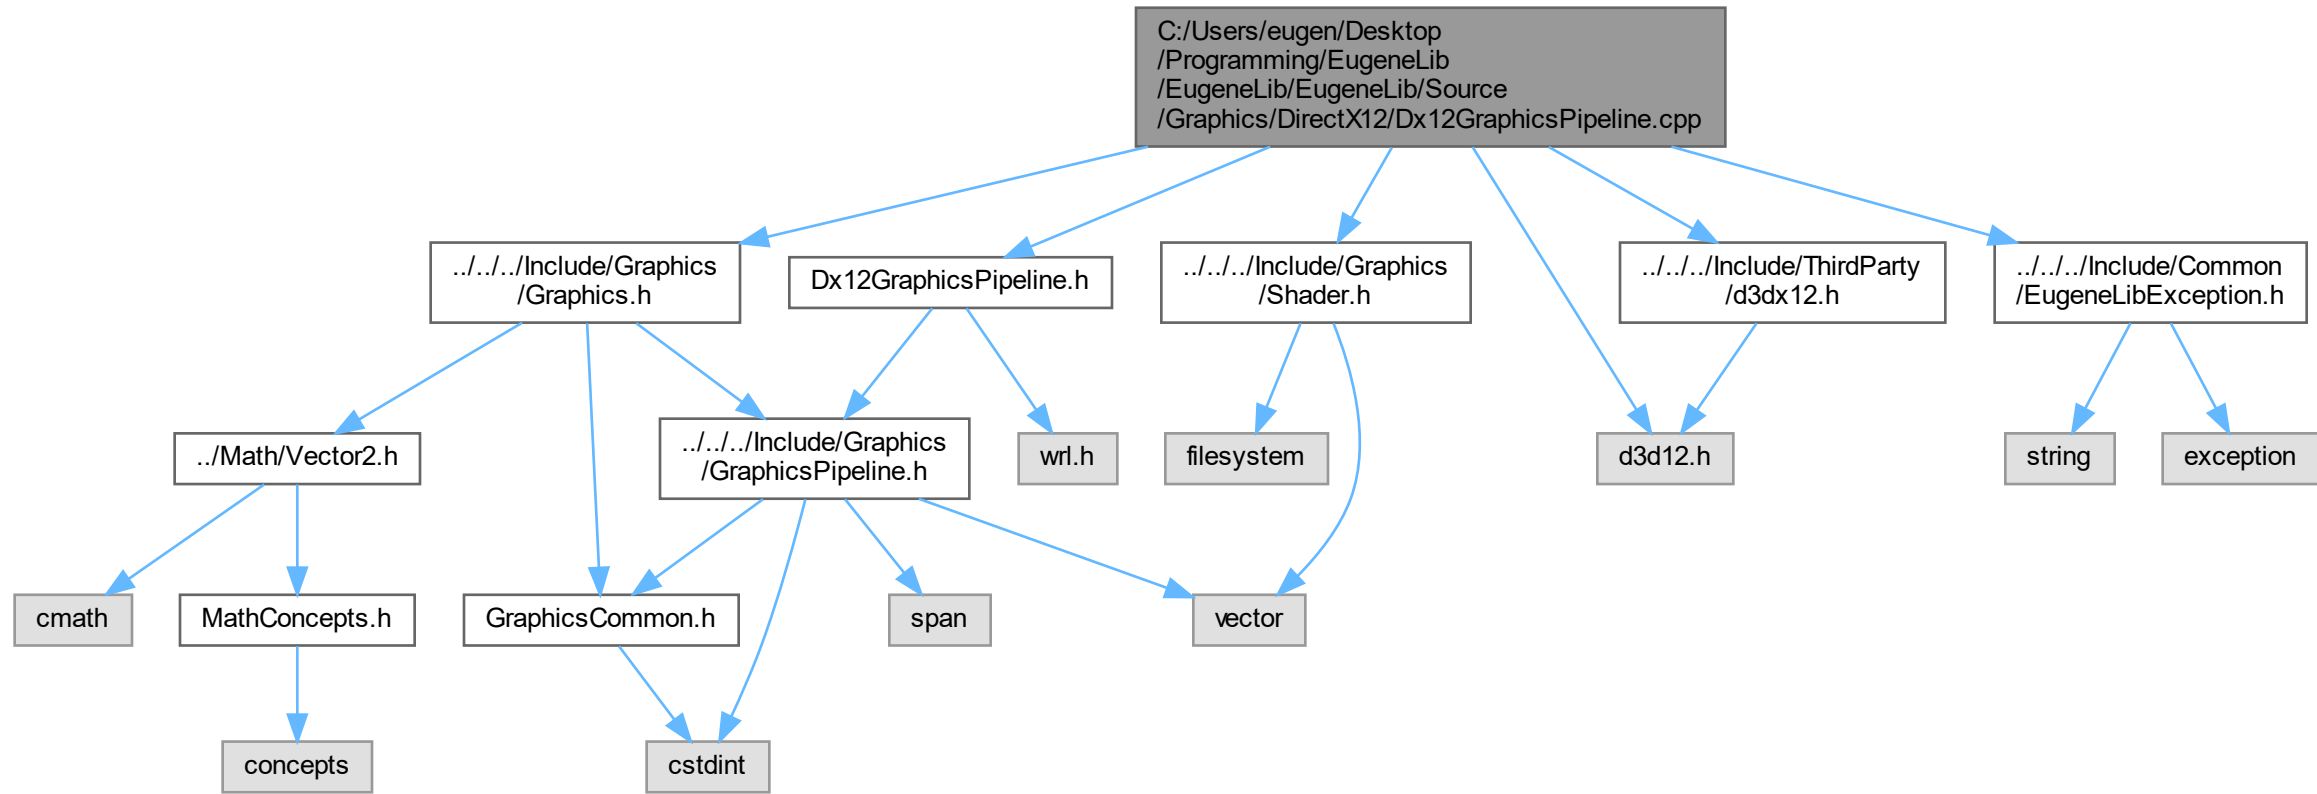 C:/Users/eugen/Desktop
/Programming/EugeneLib
/EugeneLib/EugeneLib/Source
/Graphics/DirectX12/Dx12GraphicsPipeline.cpp
../../../Include/Graphics
/Graphics.h
Dx12GraphicsPipeline.h
../../../Include/Graphics
/Shader.h
../../../Include/ThirdParty
/d3dx12.h
../../../Include/Common
/EugeneLibException.h
../Math/Vector2.h
../../../Include/Graphics
/GraphicsPipeline.h
wrl.h
filesystem
d3d12.h
string
exception
cmath
MathConcepts.h
GraphicsCommon.h
span
vector
concepts
cstdint